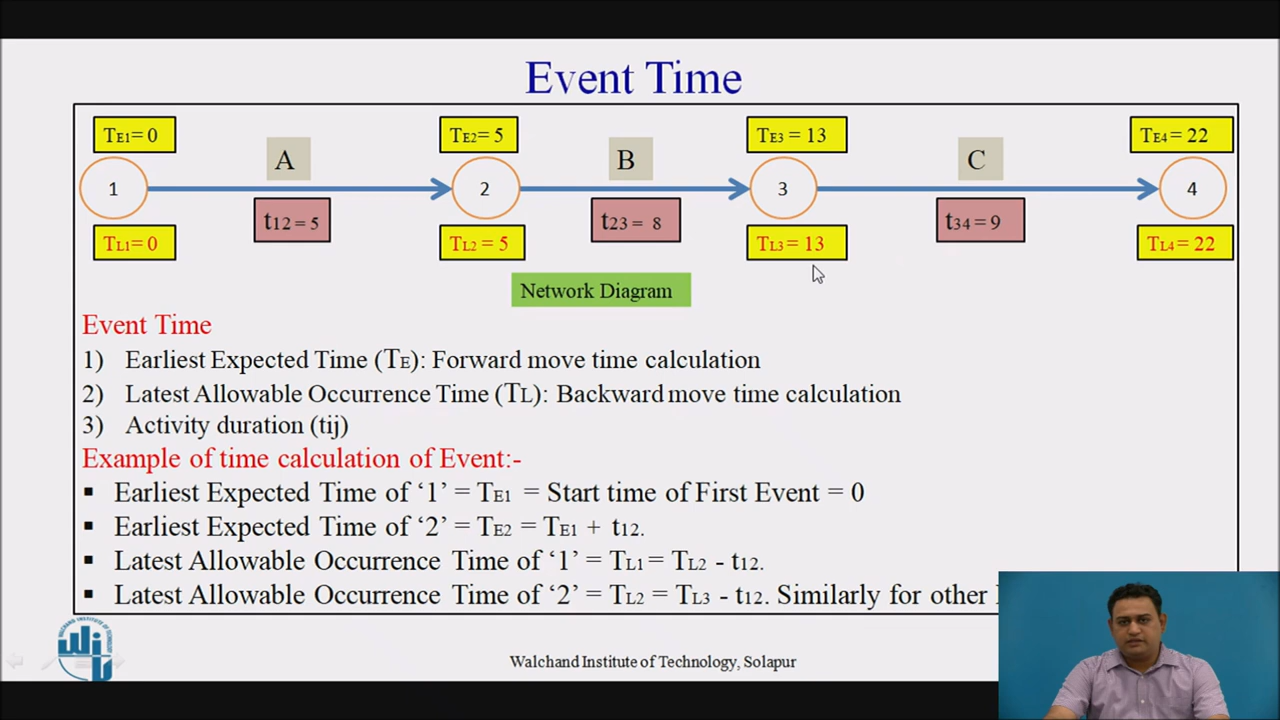 Event Time
TE1= 0
TE2= 5
TE3 = 13
TE4= 22
A
B
C
1
2
3
4
t12 = 5
t23 = 8
t34 = 9
TL1= 0
TL2 = 5
TL3 = 13
TL4 = 22
Network Diagram
Event Time
1) Earliest Expected Time (TE): Forward move time calculation
2) Latest Allowable Occurrence Time (TL): Backward move time calculation
3) Activity duration (tij)
Example of time calculation of Event:-
▪ Earliest Expected Time of ‘1’ = TE1 = Start time of First Event = 0
▪ Earliest Expected Time of ‘2’ = TE2 = TE1 + t12.
▪ Latest Allowable Occurrence Time of ‘1’ = TL1 = TL2 - t12.
▪ Latest Allowable Occurrence Time of ‘2’ = TL2 = TL3 - t12. Similarly for other
Walchand Institute of Technology, Solapur